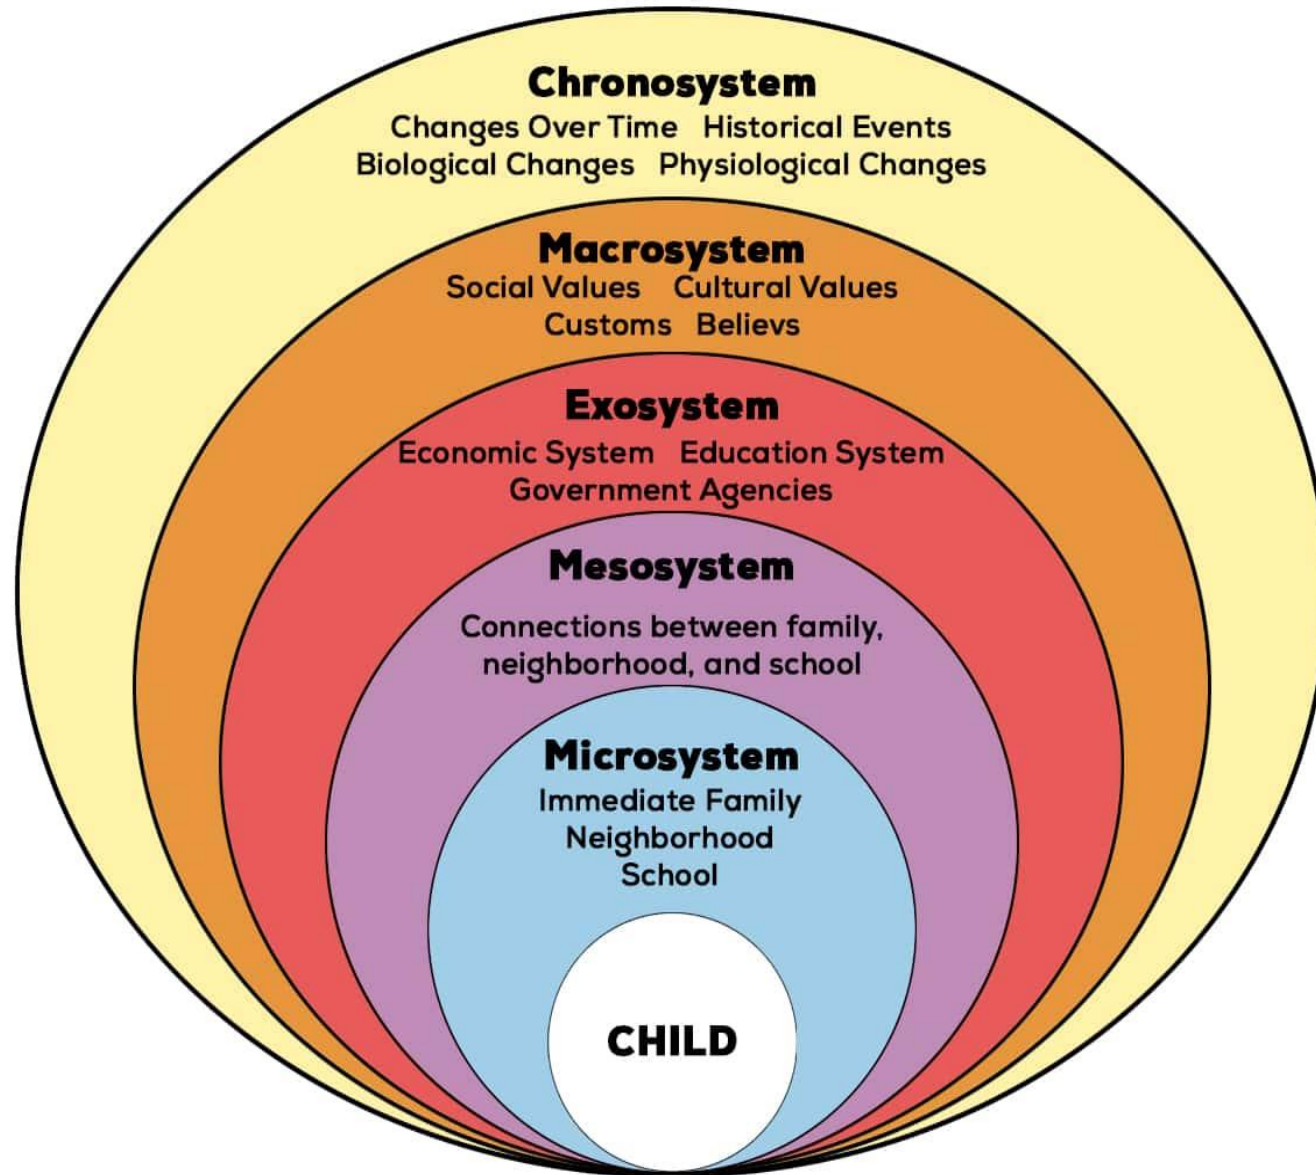 Chronosystem
Changes Over Time Historical Events
Biological Changes Physiological Changes
Macrosystem
Social Values Cultural Values
Customs Believs
Exosystem
Economic System Education System
Government Agencies
Mesosystem
Connections between family,
neighborhood, and school
Microsystem
Immediate Family
Neighborhood
School
CHILD